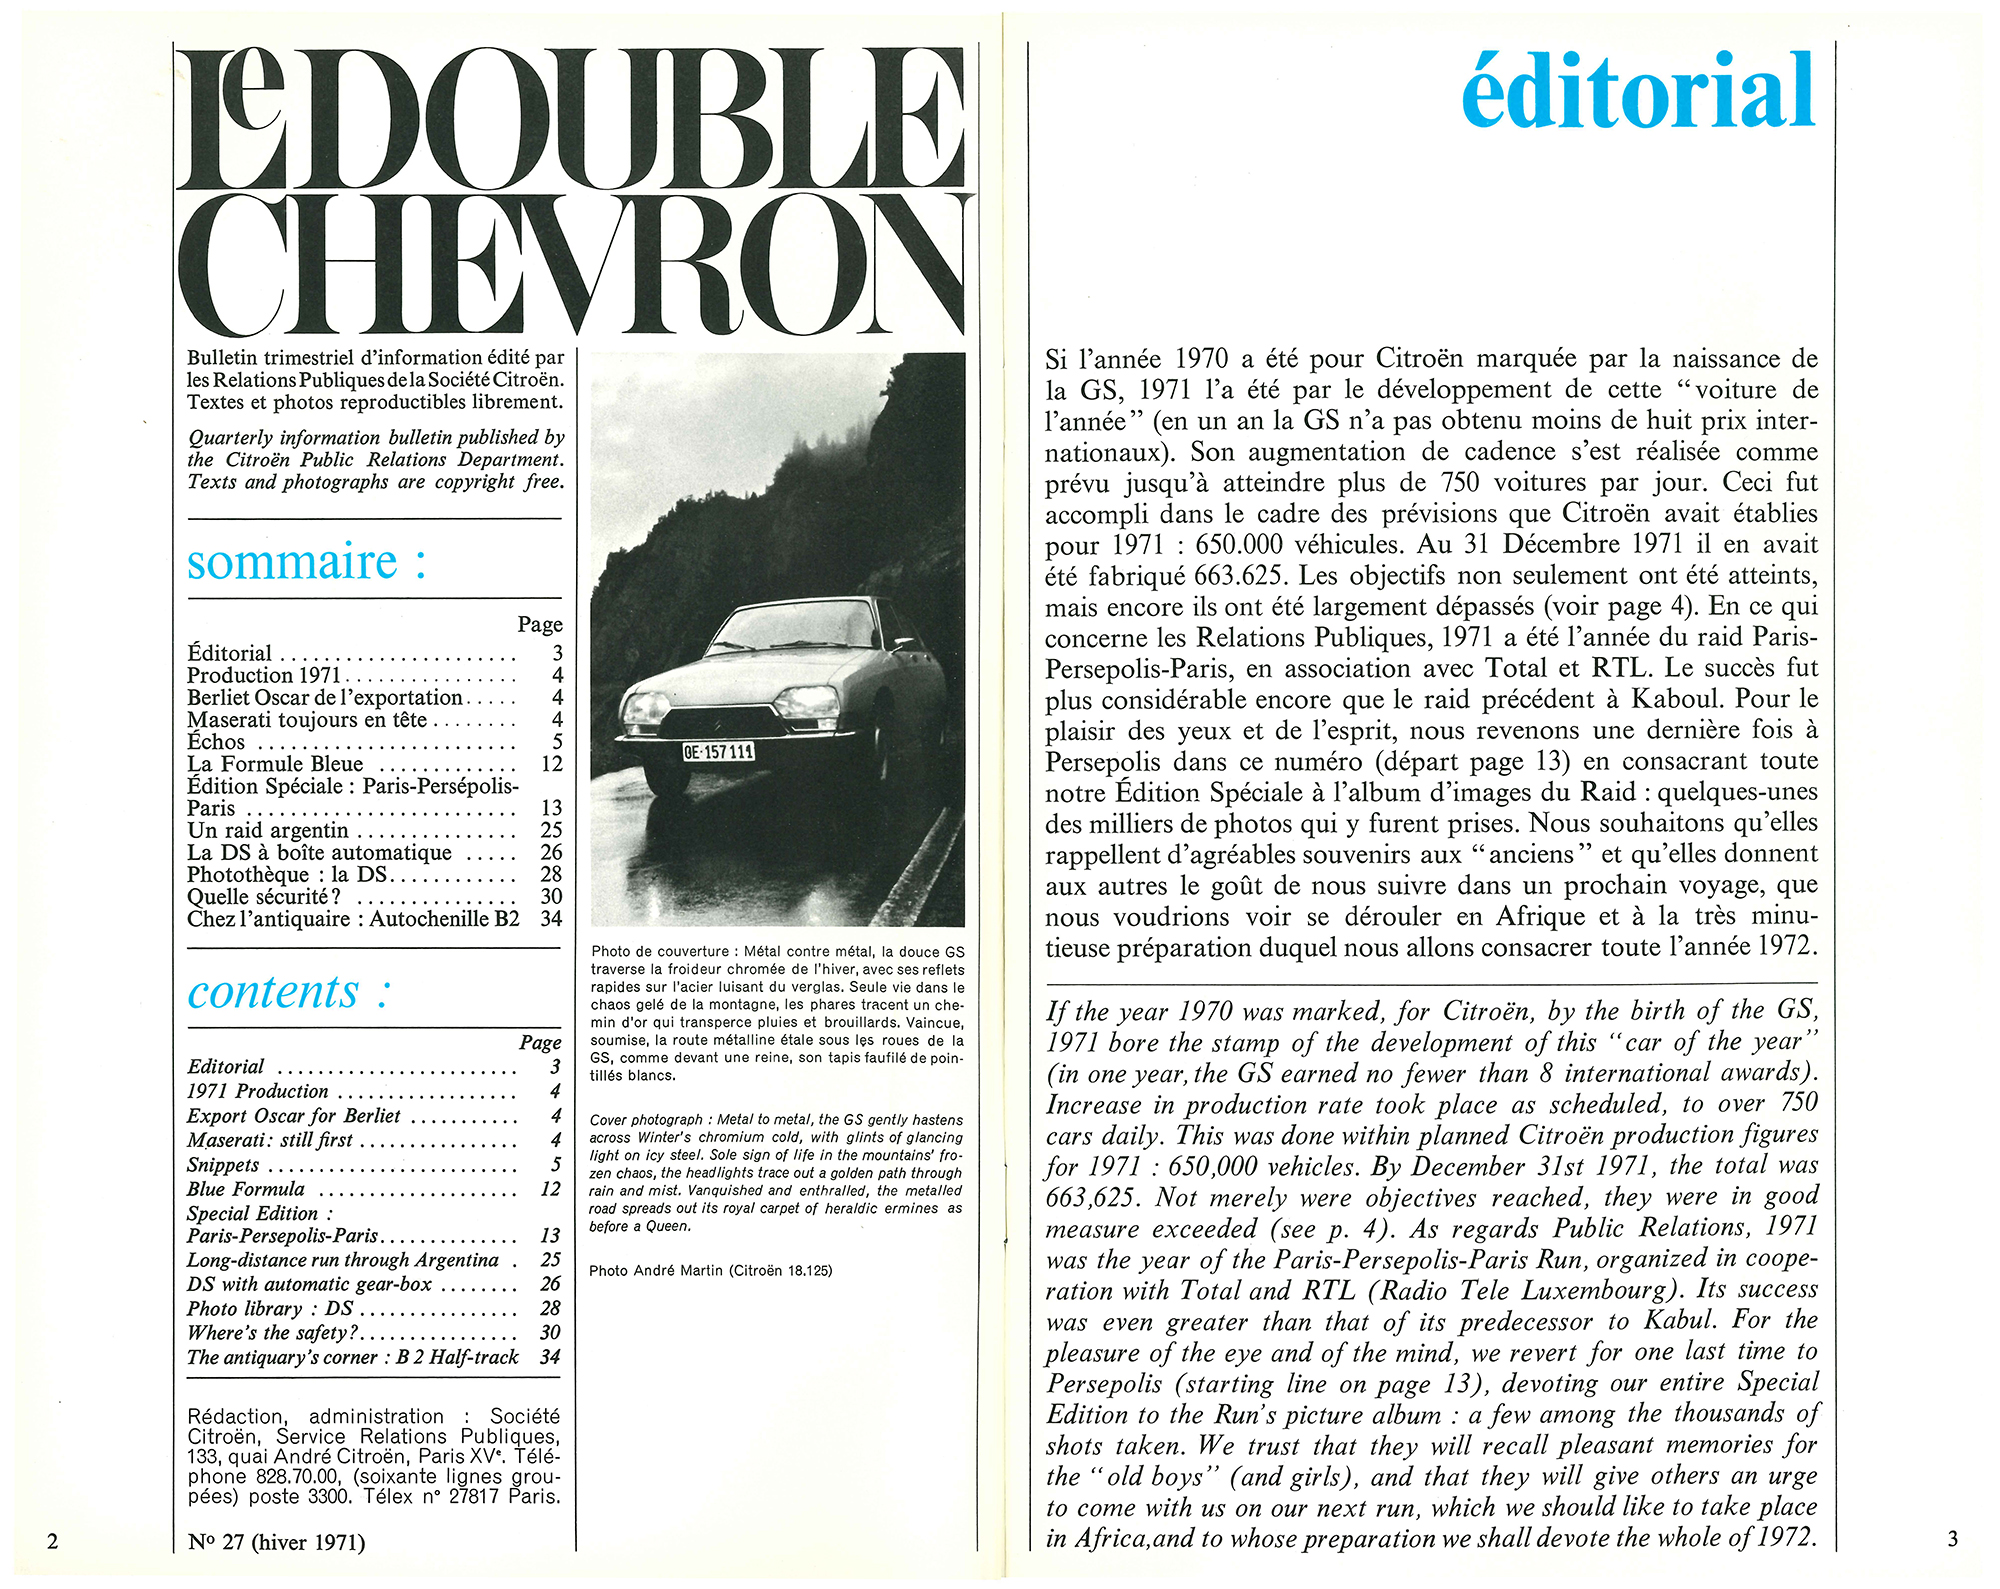 Le DOUBLE
CHEVRON
Bulletin trimestriel d'information édité par
les Relations Publiques de la Société Citroën.
Textes et photos reproductibles librement.
Quarterly information bulletin published by
the Citroën Public Relations Department.
Texts and photographs are copyright free.
sommaire :
Page
Éditorial . . . . . . . . . . . . . . . . . . . . . . 3
Production 1971 . . . . . . . . . . . . . . . . 4
Berliet Oscar de l'exportation . . . . . 4
Maserati toujours en tête . . . . . . . . 4
Échos . . . . . . . . . . . . . . . . . . . . . . . . 5
La Formule Bleue . . . . . . . . . . . . . 12
Édition Spéciale : Paris-Persépolis-
Paris . . . . . . . . . . . . . . . . . . . . . . . . . 13
Un raid argentin . . . . . . . . . . . . . . . 25
La DS à boîte automatique . . . . . 26
Photothèque : la DS . . . . . . . . . . . . 28
Quelle sécurité ? . . . . . . . . . . . . . . . 30
Chez l'antiquaire : Autochenille B2 34
contents :
Page
Editorial . . . . . . . . . . . . . . . . . . . . . . . . 3
1971 Production . . . . . . . . . . . . . . . . . . 4
Export Oscar for Berliet . . . . . . . . . . . 4
Maserati : still first . . . . . . . . . . . . . . . . 4
Snippets . . . . . . . . . . . . . . . . . . . . . . . . 5
Blue Formula . . . . . . . . . . . . . . . . . . . . 12
Special Edition :
Paris-Persepolis-Paris . . . . . . . . . . . . . . 13
Long-distance run through Argentina . 25
DS with automatic gear-box . . . . . . . . 26
Photo library : DS . . . . . . . . . . . . . . . . 28
Where's the safety? . . . . . . . . . . . . . . . . 30
The antiquary's corner : B 2 Half-track 34
Rédaction, administration : Société
Citroën, Service Relations Publiques,
133, quai André Citroën, Paris XVe. Télé-
phone 828.70.00, (soixante lignes grou-
pées) poste 3300. Télex n° 27817 Paris.
No 27 (hiver 1971)
2
GE·157111
Photo de couverture : Métal contre métal, la douce GS
traverse la froideur chromée de l'hiver, avec ses reflets
rapides sur l'acier luisant du verglas. Seule vie dans le
chaos gelé de la montagne, les phares tracent un che-
min d'or qui transperce pluies et brouillards. Vaincue,
soumise, la route métalline étale sous les roues de la
GS, comme devant une reine, son tapis faufilé de poin-
tillés blancs.
Cover photograph : Metal to metal, the GS gently hastens
across Winter's chromium cold, with glints of glancing
light on icy steel. Sole sign of life in the mountains' fro-
zen chaos, the headlights trace out a golden path through
rain and mist. Vanquished and enthralled, the metalled
road spreads out its royal carpet of heraldic ermines as
before a Queen.
Photo André Martin (Citroën 18.125)
éditorial
Si l'année 1970 a été pour Citroën marquée par la naissance de
la GS, 1971 l'a été par le développement de cette "voiture de
l'année" (en un an la GS n'a pas obtenu moins de huit prix inter-
nationaux). Son augmentation de cadence s'est réalisée comme
prévu jusqu'à atteindre plus de 750 voitures par jour. Ceci fut
accompli dans le cadre des prévisions que Citroën avait établies
pour 1971 : 650.000 véhicules. Au 31 Décembre 1971 il en avait
été fabriqué 663.625. Les objectifs non seulement ont été atteints,
mais encore ils ont été largement dépassés (voir page 4). En ce qui
concerne les Relations Publiques, 1971 a été l'année du raid Paris-
Persepolis-Paris, en association avec Total et RTL. Le succès fut
plus considérable encore que le raid précédent à Kaboul. Pour le
plaisir des yeux et de l'esprit, nous revenons une dernière fois à
Persepolis dans ce numéro (départ page 13) en consacrant toute
notre Édition Spéciale à l'album d'images du Raid : quelques-unes
des milliers de photos qui y furent prises. Nous souhaitons qu'elles
rappellent d'agréables souvenirs aux "anciens" et qu'elles donnent
aux autres le goût de nous suivre dans un prochain voyage, que
nous voudrions voir se dérouler en Afrique et à la très minu-
tieuse préparation duquel nous allons consacrer toute l'année 1972.
If the year 1970 was marked, for Citroën, by the birth of the GS,
1971 bore the stamp of the development of this "car of the year"
(in one year, the GS earned no fewer than 8 international awards).
Increase in production rate took place as scheduled, to over 750
cars daily. This was done within planned Citroën production figures
for 1971 : 650,000 vehicles. By December 31st 1971, the total was
663,625. Not merely were objectives reached, they were in good
measure exceeded (see p. 4). As regards Public Relations, 1971
was the year of the Paris-Persepolis-Paris Run, organized in coope-
ration with Total and RTL (Radio Tele Luxembourg). Its success
was even greater than that of its predecessor to Kabul. For the
pleasure of the eye and of the mind, we revert for one last time to
Persepolis (starting line on page 13), devoting our entire Special
Edition to the Run's picture album : a few among the thousands of
shots taken. We trust that they will recall pleasant memories for
the "old boys" (and girls), and that they will give others an urge
to come with us on our next run, which we should like to take place
in Africa,and to whose preparation we shall devote the whole of 1972.
3